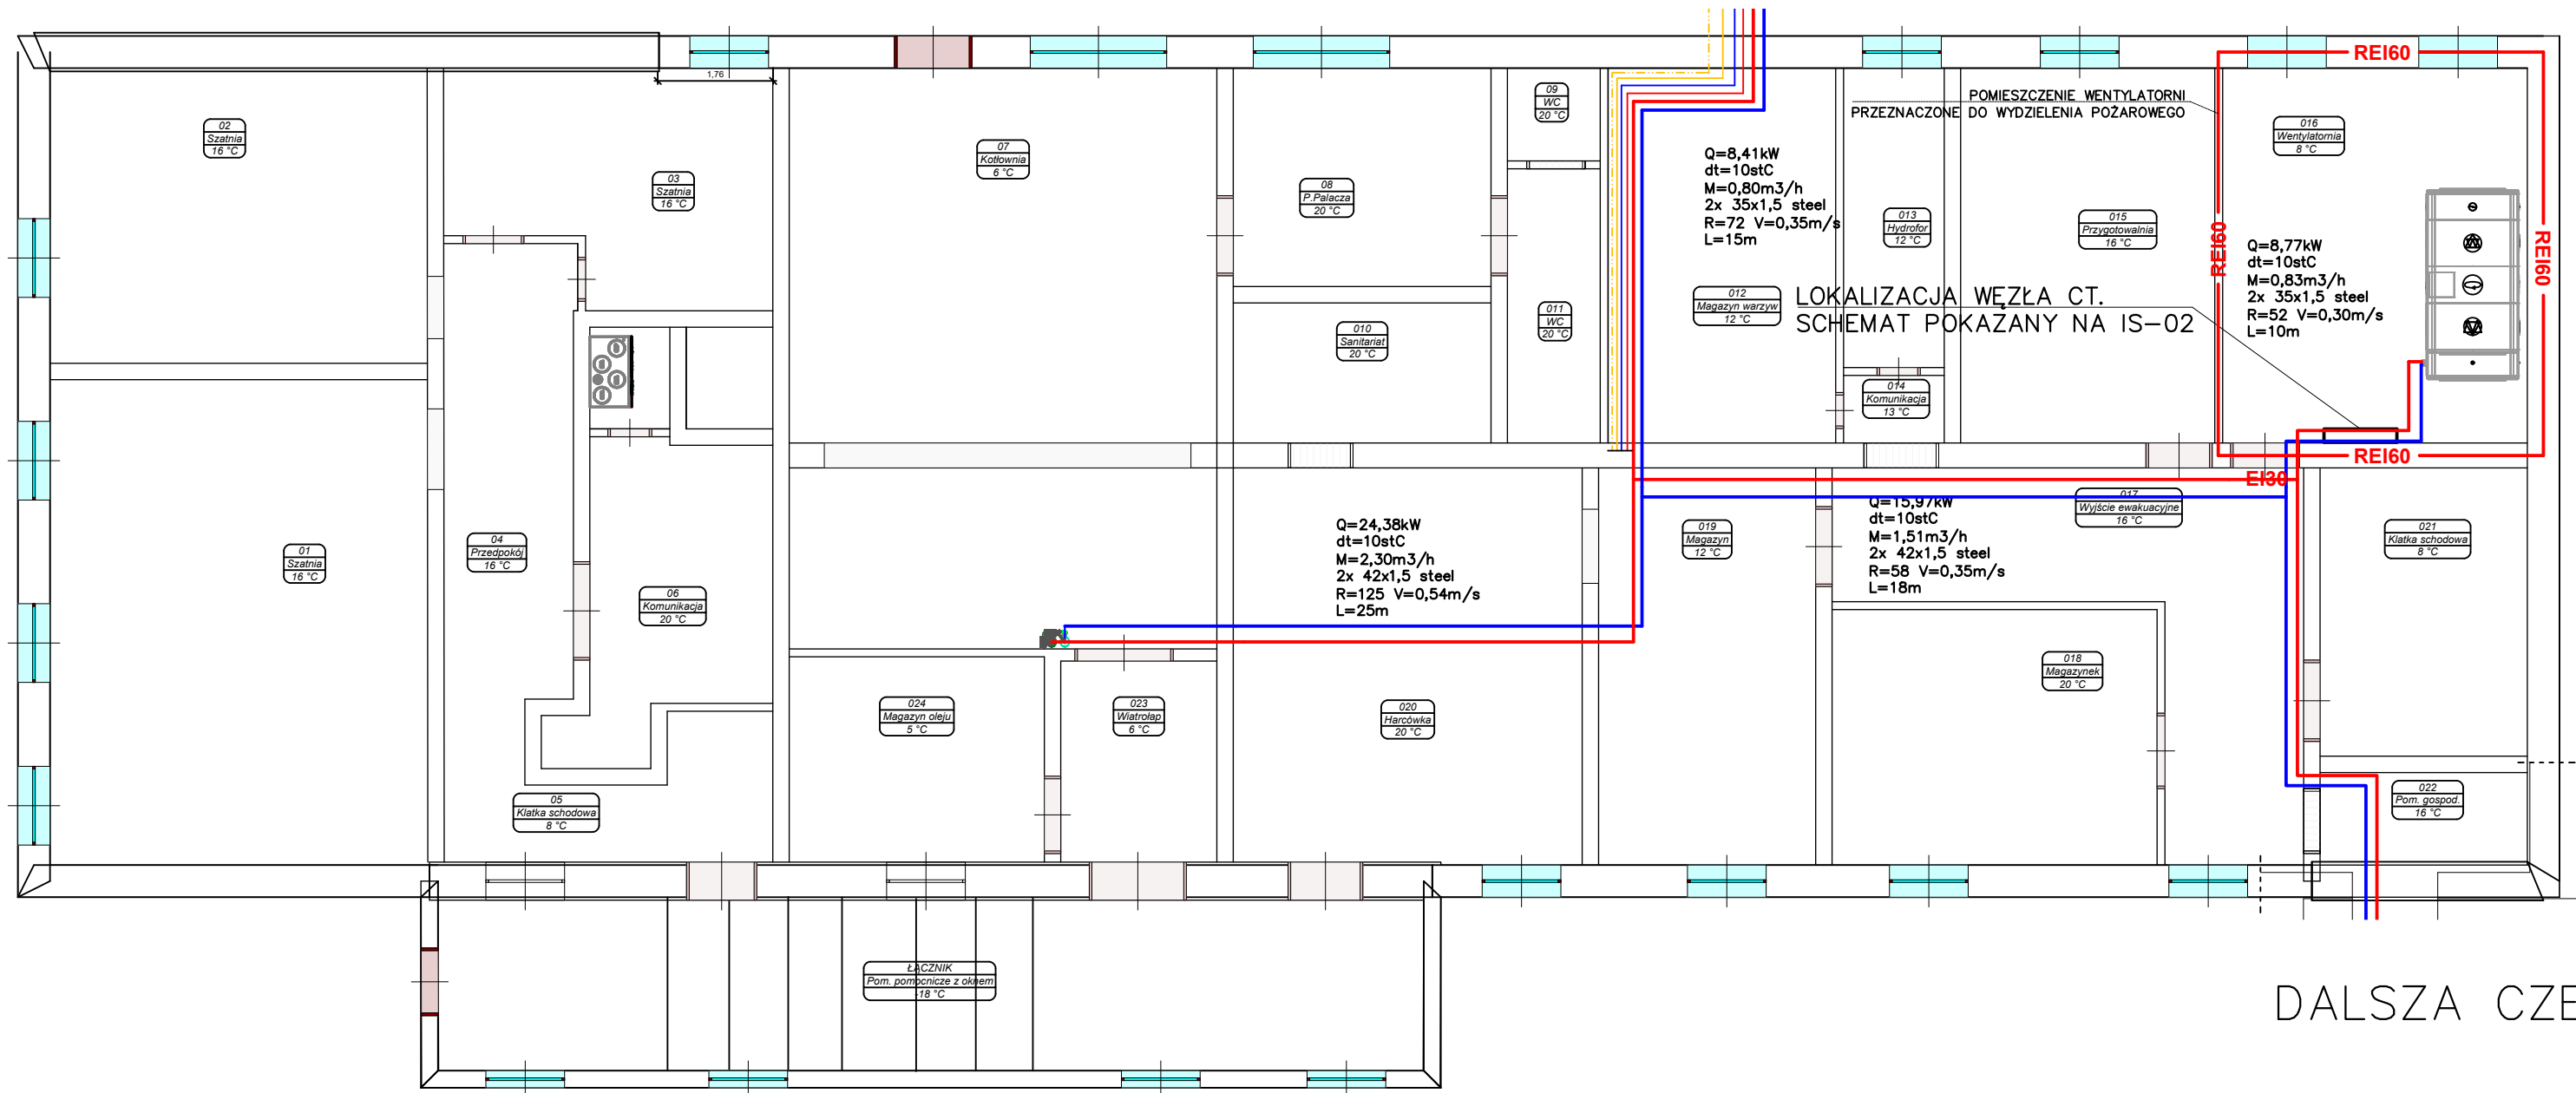 1,76
02
Szatnia
16 °C
03
Szatnia
16 °C
07
Kotłownia
6 °C
08
P.Palacza
20 °C
09
WC
20 °C
010
Sanitariat
20 °C
011
WC
20 °C
Q=8,41kW
dt=10stC
M=0,80m3/h
2x 35x1,5 steel
R=72 V=0,35m/s
L=15m
012
Magazyn warzyw
12 °C
POMIESZCZENIE WENTYLATORNI
PRZEZNACZONE DO WYDZIELENIA POŻAROWEGO
013
Hydrofor
12 °C
014
Komunikacja
13 °C
015
Przygotowalnia
16 °C
LOKALIZACJA WĘZŁA CT.
SCHEMAT POKAZANY NA IS-02
REI60
REI60
REI60
REI60
EI30
016
Wentylatornia
8 °C
Q=8,77kW
dt=10stC
M=0,83m3/h
2x 35x1,5 steel
R=52 V=0,30m/s
L=10m
01
Szatnia
16 °C
04
Przedpokój
16 °C
06
Komunikacja
20 °C
05
Klatka schodowa
8 °C
024
Magazyn oleju
5 °C
023
Wiatrołap
6 °C
Q=24,38kW
dt=10stC
M=2,30m3/h
2x 42x1,5 steel
R=125 V=0,54m/s
L=25m
020
Harcówka
20 °C
019
Magazyn
12 °C
Q=15,97kW
dt=10stC
M=1,51m3/h
2x 42x1,5 steel
R=58 V=0,35m/s
L=18m
017
Wyjście ewakuacyjne
16 °C
018
Magazynek
20 °C
021
Klatka schodowa
8 °C
022
Pom. gospod.
16 °C
ŁĄCZNIK
Pom. pomocnicze z oknem
-18 °C
DALSZA CZE